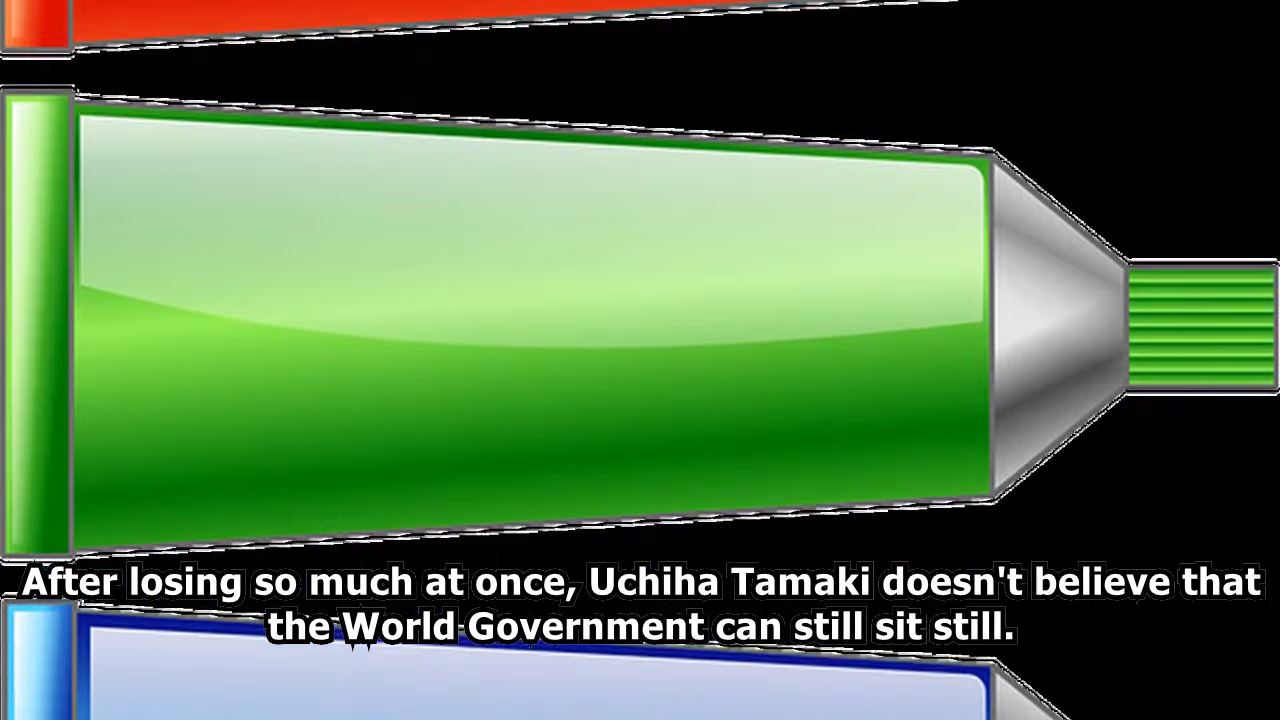 After losing so much at once, Uchiha Tamaki doesn't believe that
the World Government can still sit still.